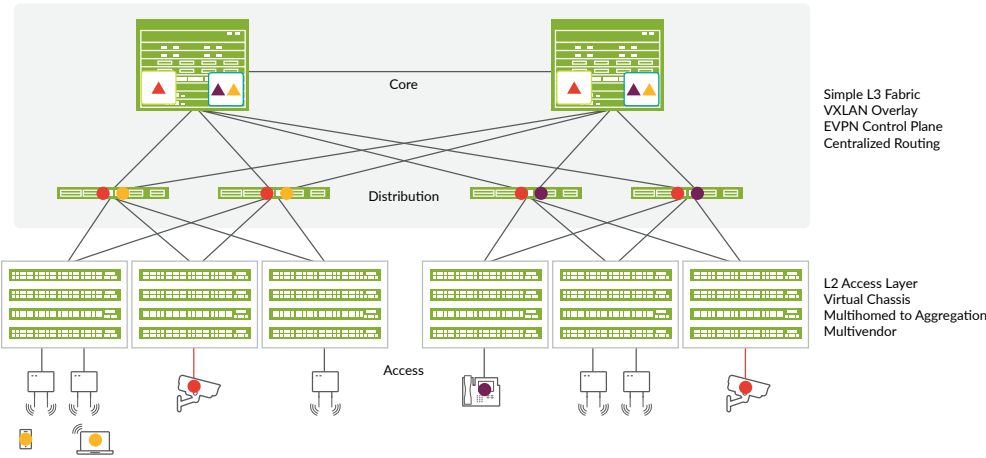 Core
Simple L3 Fabric
VXLAN Overlay
EVPN Control Plane
Centralized Routing
Distribution
L2 Access Layer
Virtual Chassis
Multihomed to Aggregation
Multivendor
Access